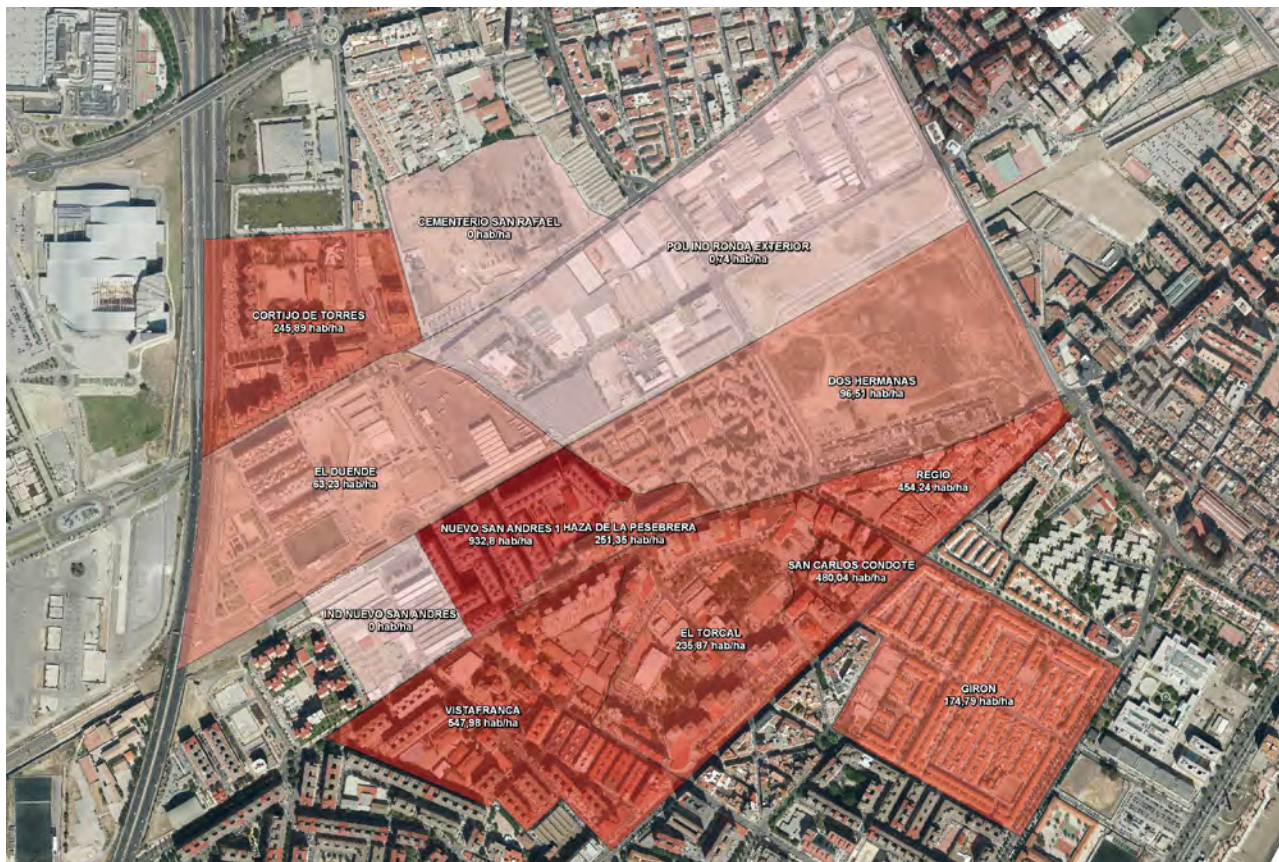 CEMENTERIO SAN RAFAEL
0 hab/ha
POL IND RONDA EXTERIOR
0,74 hab/ha
CORTIJO DE TORRES
245,89 hab/ha
DOS HERMANAS
96,51 hab/ha
EL DUENDE
63,23 hab/ha
REGIO
454,24 hab/ha
NUEVO SAN ANDRES 1
932,8 hab/ha
HAZA DE LA PESEBRERA
251,35 hab/ha
SAN CARLOS CONDOTE
480,04 hab/ha
IND NUEVO SAN ANDRES
0 hab/ha
EL TORCAL
235,87 hab/ha
GIRON
174,79 hab/ha
VISTAFRANCA
547,98 hab/ha